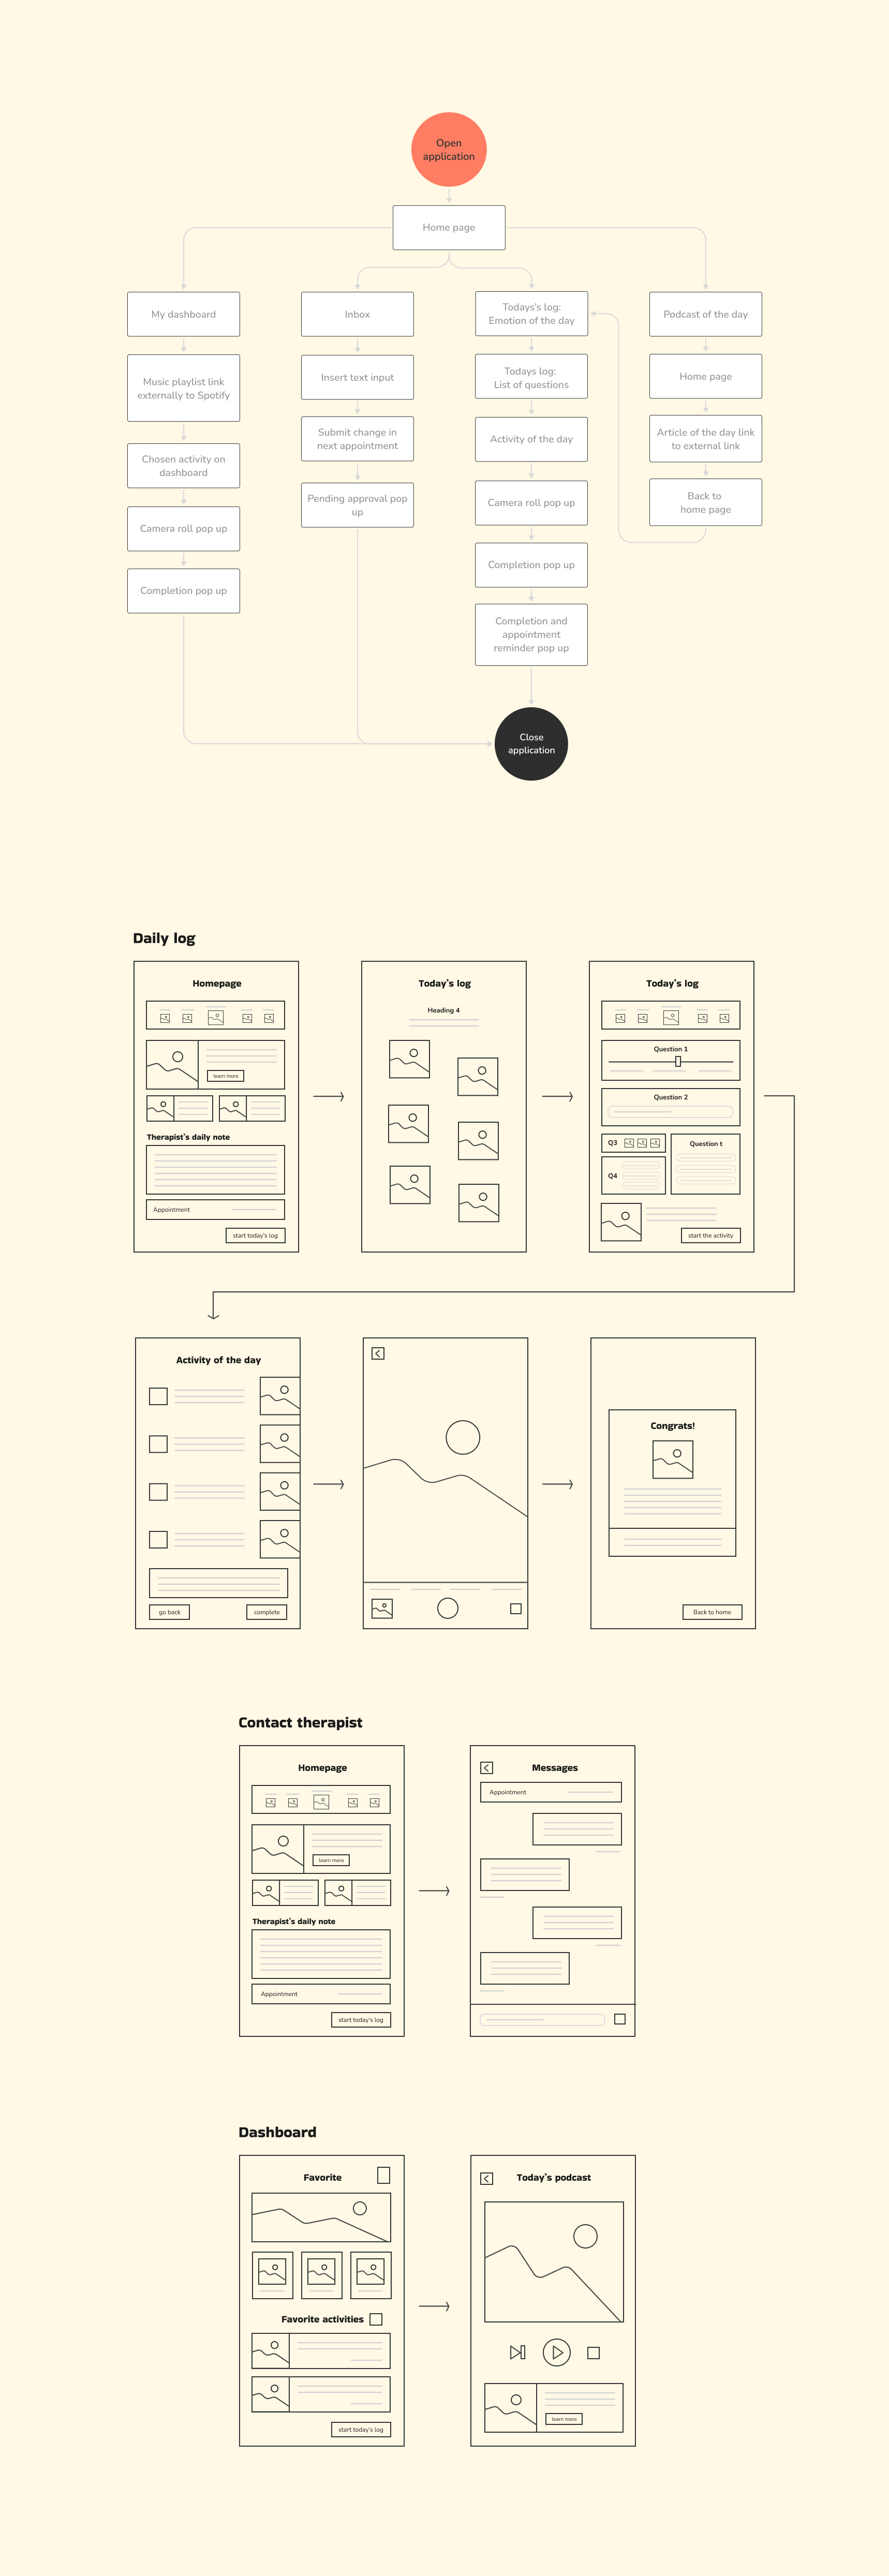 Open
application
Home page
My dashboard
Inbox
Todays's log:
Emotion of the day
Podcast of the day
Music playlist link
externally to Spotify
Insert text input
Todays log:
List of questions
Home page
Chosen activity on
dashboard
Submit change in
next appointment
Activity of the day
Article of the day link
to external link
Camera roll pop up
Pending approval pop
up
Camera roll pop up
Back to
home page
Completion pop up
Completion pop up
Completion and
appointment
reminder pop up
Close
application
Daily log
Homepage
learn more
Therapist's daily note
Appointment
start today's log
Today's log
Heading 4
Today's log
Question 1
Question 2
Q3
Q4
Question t
start the activity
Activity of the day
go back
complete
Congrats!
Back to home
Contact therapist
Homepage
learn more
Therapist's daily note
Appointment
start today's log
Messages
Appointment
Dashboard
Favorite
Favorite activities
start today's log
Today's podcast
learn more